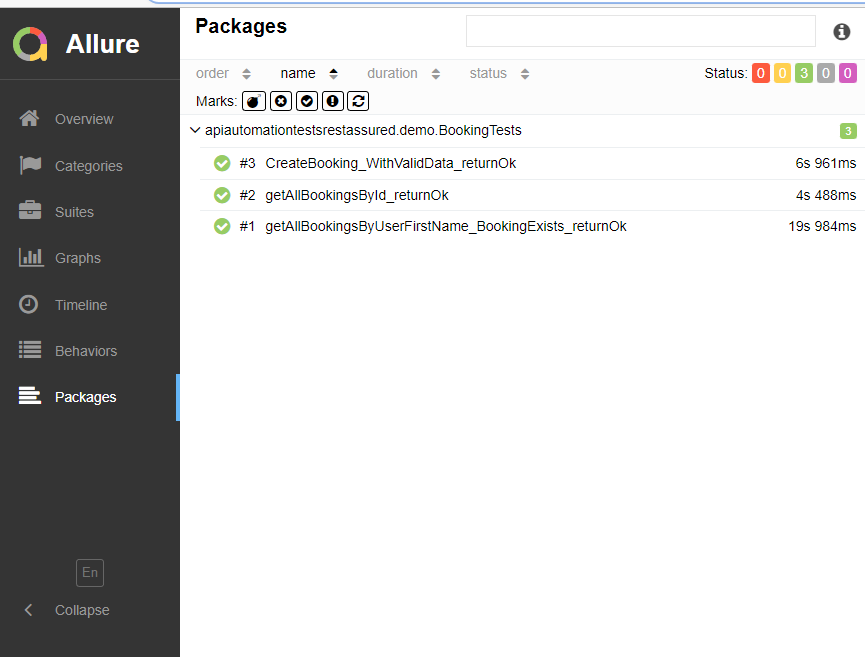 Allure
Overview
Categories
Suites
Graphs
Timeline
Behaviors
Packages
En
Collapse
Packages
order name duration status Status: 0 0 3 0 0
Marks:
apiautomationtestsrestassured.demo.BookingTests 3
#3 CreateBooking_WithValidData_returnOk 6s 961ms
#2 getAllBookingsById_returnOk 4s 488ms
#1 getAllBookingsByUserFirstName_BookingExists_returnOk 19s 984ms